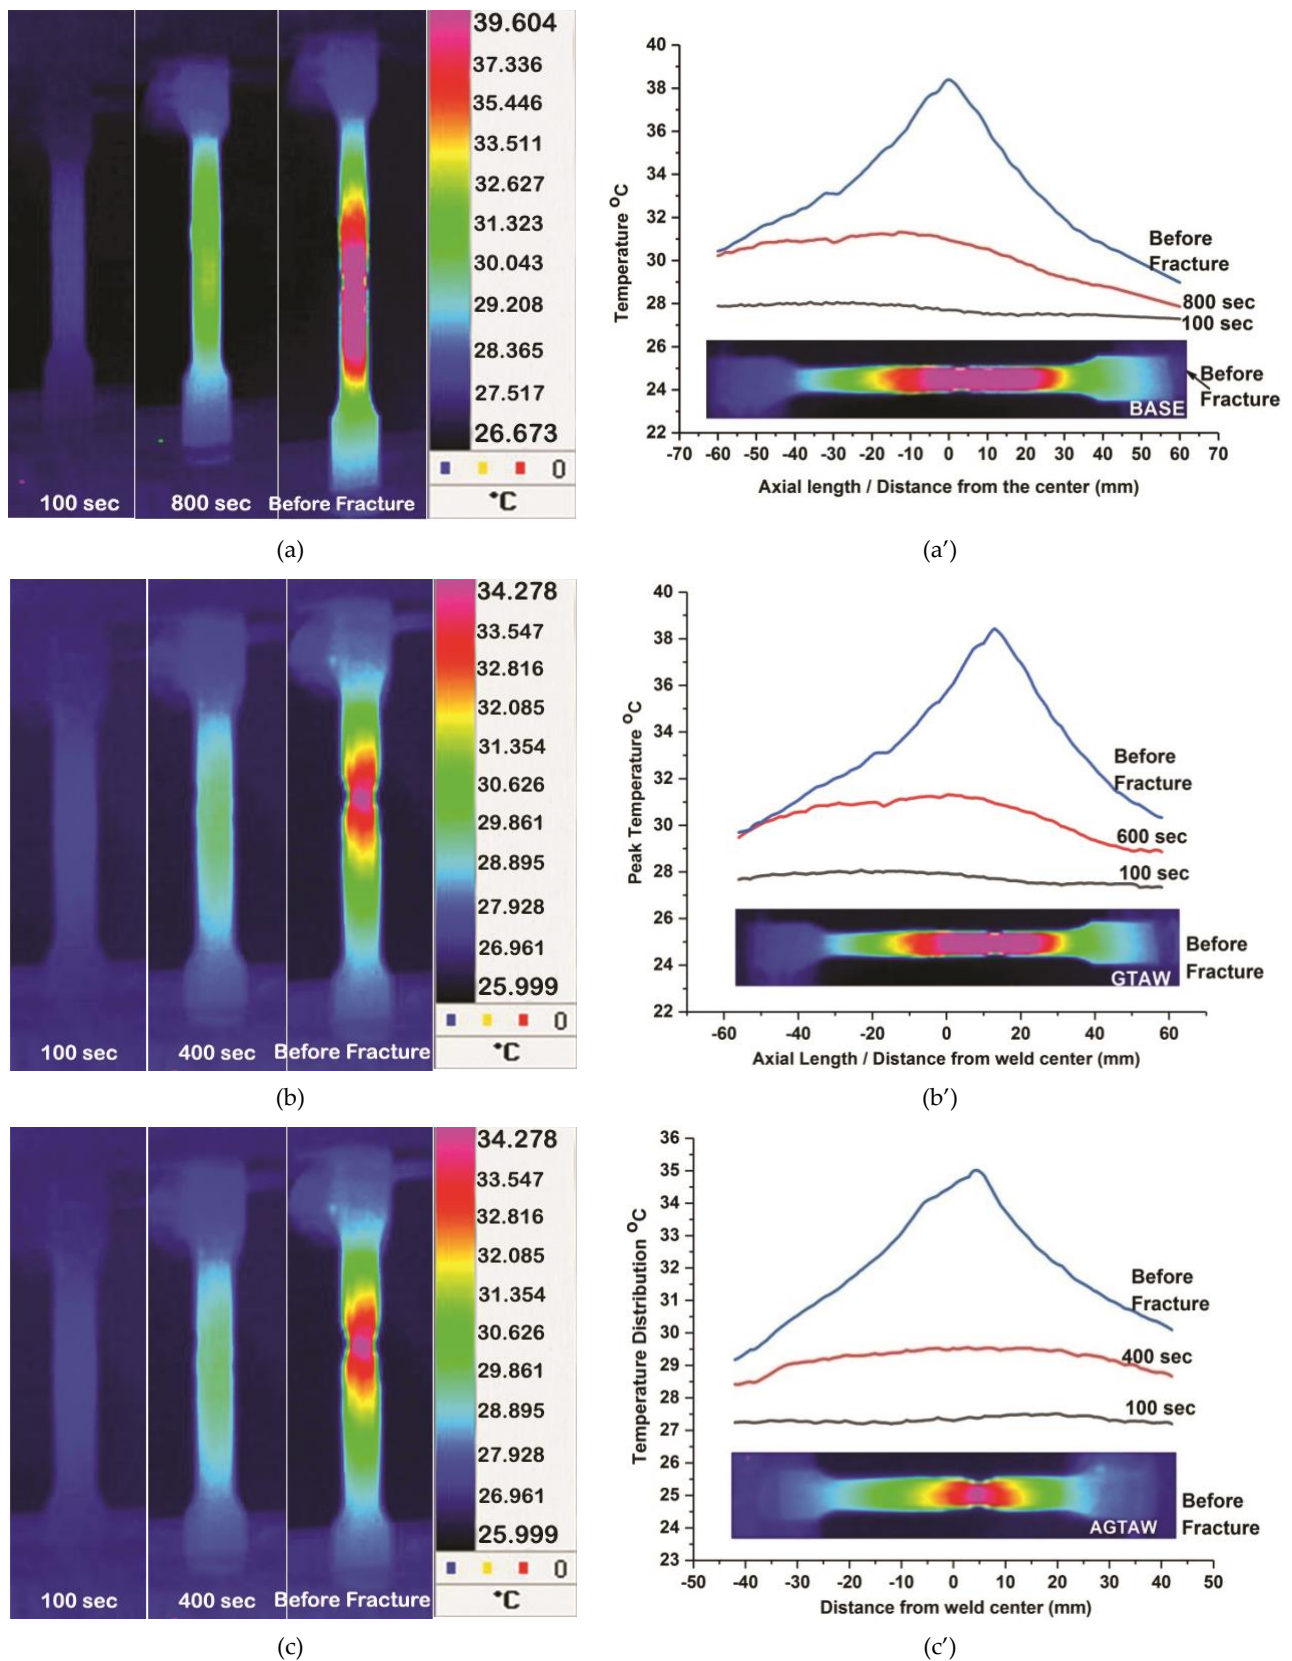 39.604
37.336
35.446
33.511
32.627
31.323
30.043
29.208
28.365
27.517
26.673
0
°C
100 sec
800 sec
Before Fracture
(a)
40
38
36
34
32
30
28
26
24
22
Temperature °C
-70 -60 -50 -40 -30 -20 -10 0 10 20 30 40 50 60 70
Axial length / Distance from the center (mm)
Before
Fracture
800 sec
100 sec
BASE
Before
Fracture
(a′)
34.278
33.547
32.816
32.085
31.354
30.626
29.861
28.895
27.928
26.961
25.999
0
°C
100 sec
400 sec
Before Fracture
(b)
40
38
36
34
32
30
28
26
24
22
Peak Temperature °C
-60 -40 -20 0 20 40 60
Axial Length / Distance from weld center (mm)
Before
Fracture
600 sec
100 sec
GTAW
Before
Fracture
(b′)
34.278
33.547
32.816
32.085
31.354
30.626
29.861
28.895
27.928
26.961
25.999
0
°C
100 sec
400 sec
Before Fracture
(c)
36
35
34
33
32
31
30
29
28
27
26
25
24
23
Temperature Distribution °C
-50 -40 -30 -20 -10 0 10 20 30 40 50
Distance from weld center (mm)
Before
Fracture
400 sec
100 sec
AGTAW
Before
Fracture
(c′)